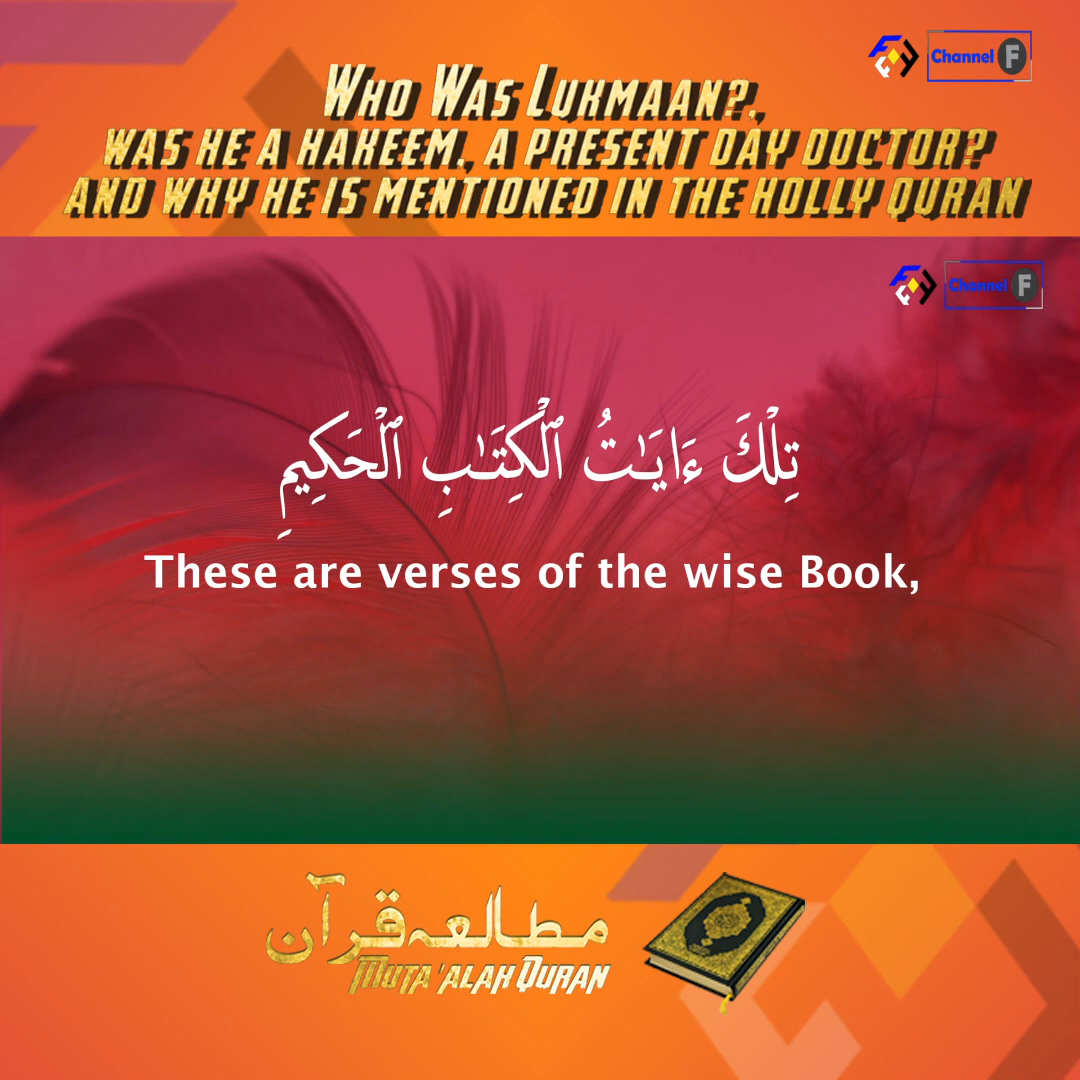 Channel F
WHO WAS LUKMAAN?.,
WAS HE A HAKEEM., A PRESENT DAY DOCTOR?
AND WHY HE IS MENTIONED IN THE HOLLY QURAN
Channel F
تِلْكَ ءَايَـٰتُ ٱلْكِتَـٰبِ ٱلْحَكِيمِ
These are verses of the wise Book,
مطالعہ قرآن
MUTA'ALAH QURAN